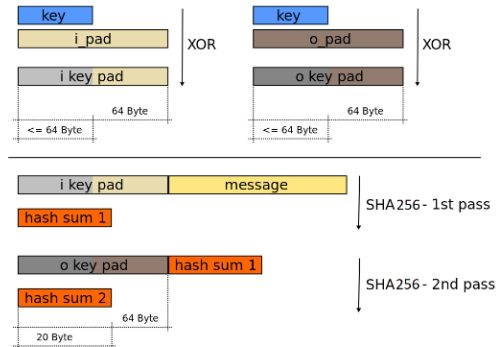 key
i_pad
XOR
i key pad
64 Byte
<= 64 Byte
key
o_pad
XOR
o key pad
64 Byte
<= 64 Byte
i key pad message
hash sum 1
SHA256 - 1st pass
o key pad hash sum 1
hash sum 2
SHA256 - 2nd pass
64 Byte
20 Byte